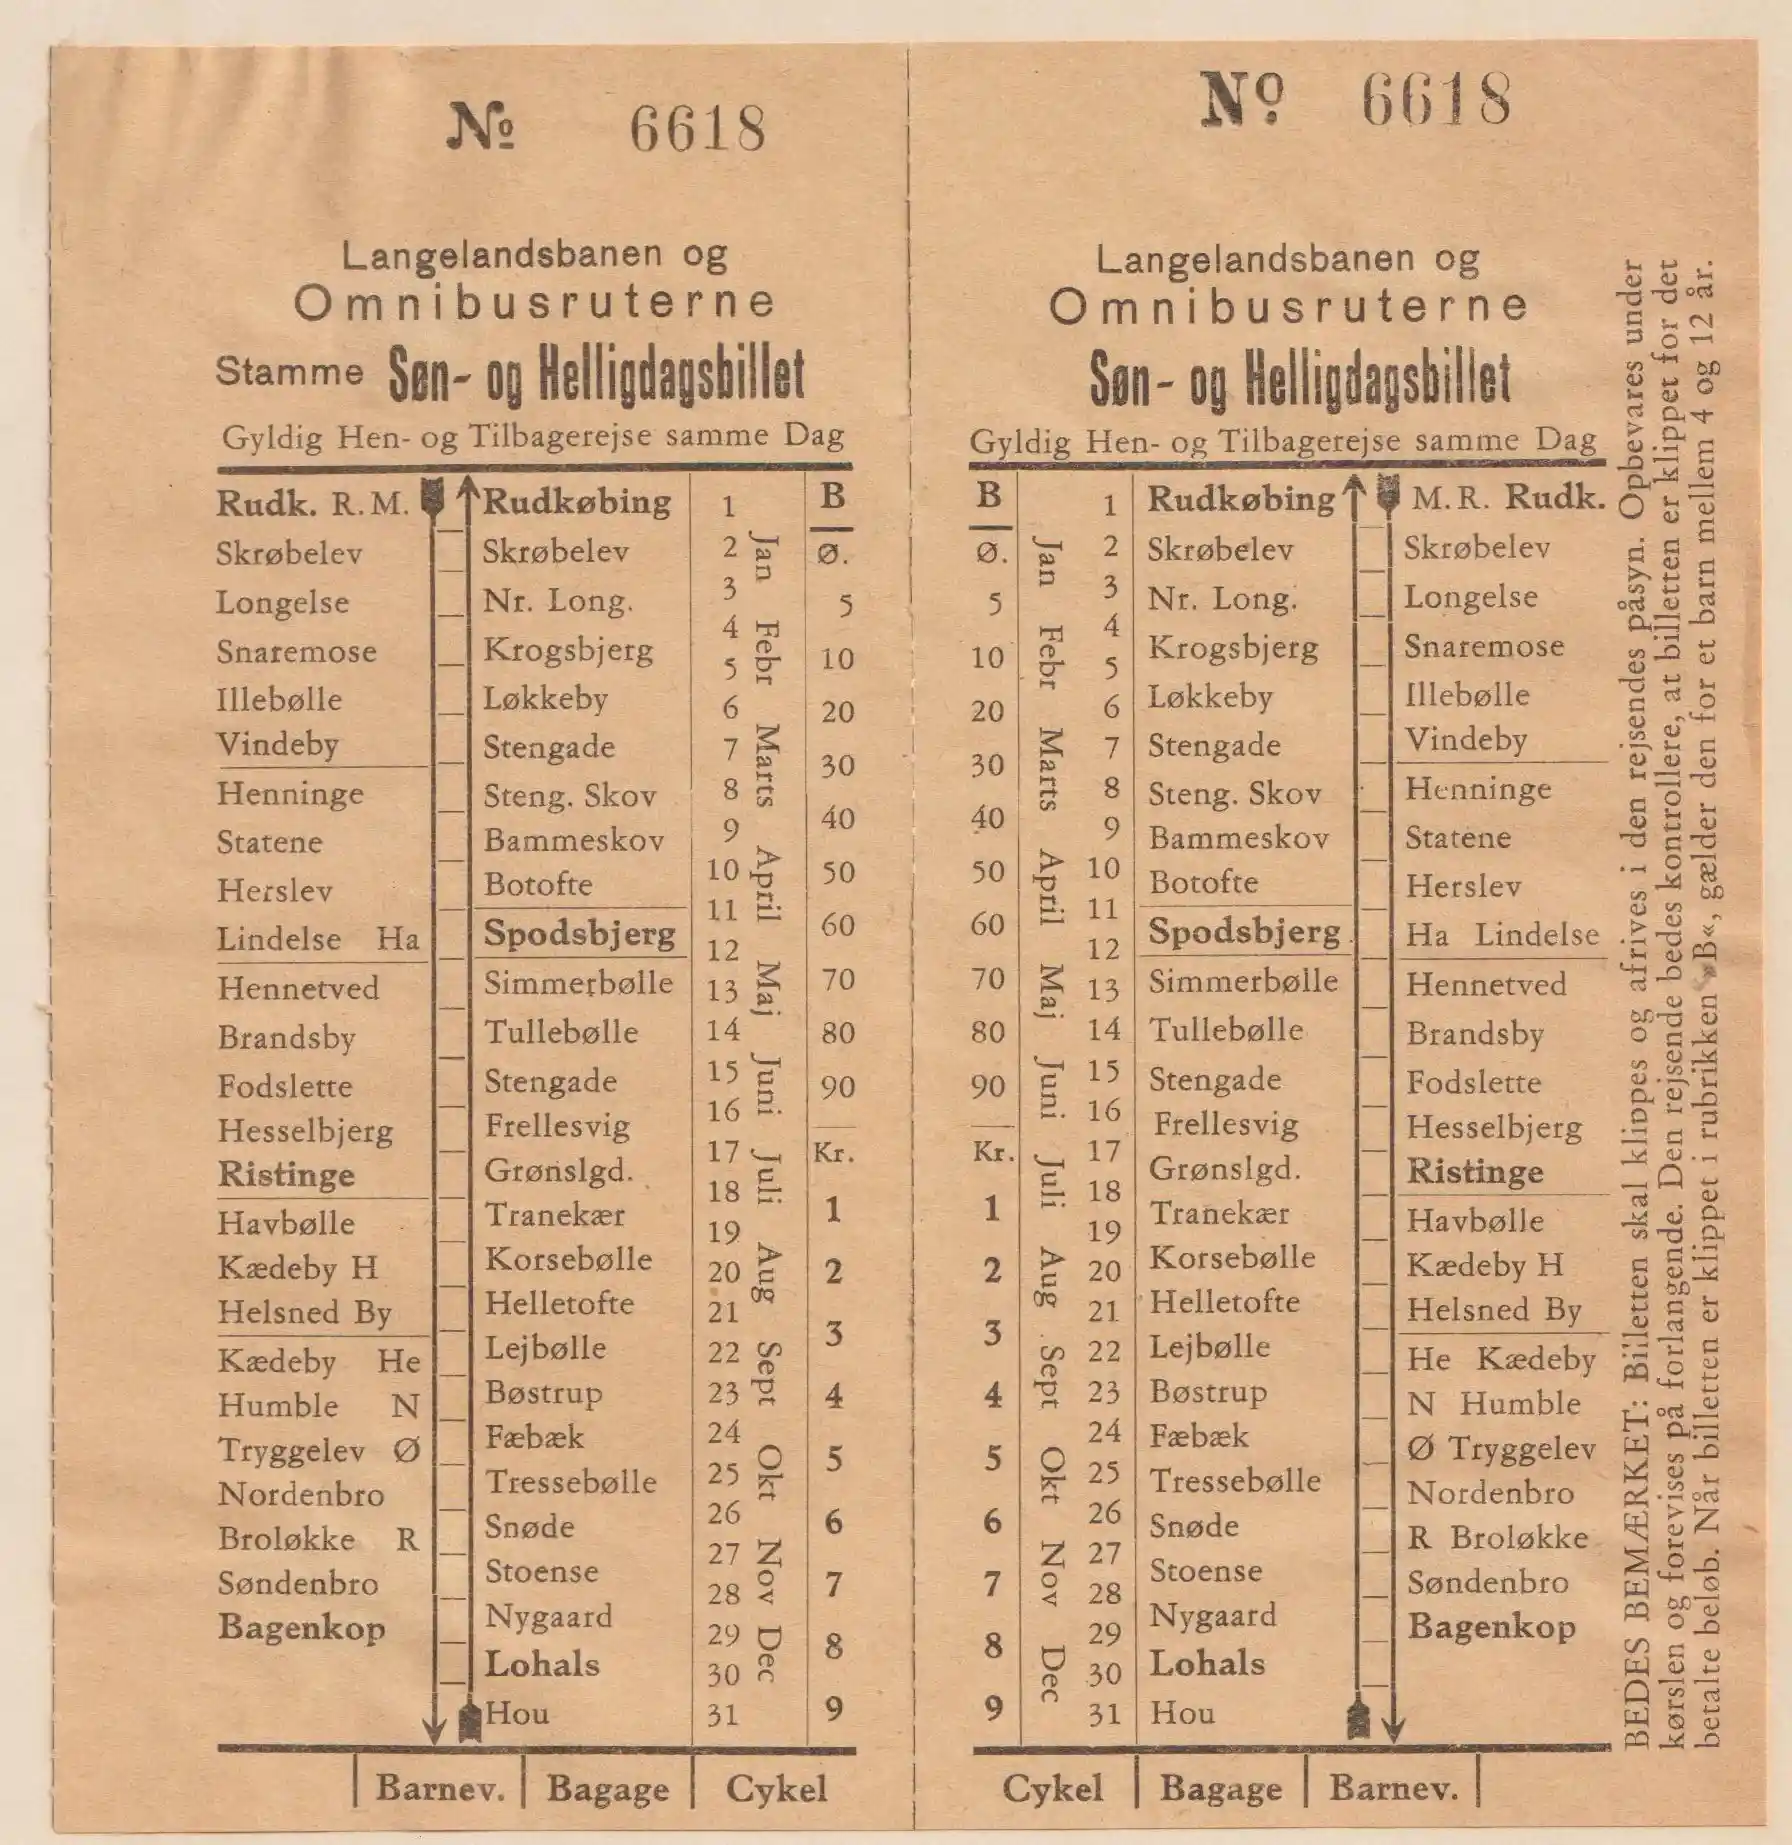 No 6618
Langelandsbanen og
Omnibusruterne
Stamme Søn- og Helligdagsbillet
Gyldig Hen- og Tilbagerejse samme Dag
Rudk. R. M.
Skrøbelev
Longelse
Snaremose
Illebølle
Vindeby
Henninge
Statene
Herslev
Lindelse Ha
Hennetved
Brandsby
Fodslette
Hesselbjerg
Ristinge
Havbølle
Kædeby H
Helsned By
Kædeby He
Humble N
Tryggelev Ø
Nordenbro
Broløkke R
Søndenbro
Bagenkop
Rudkøbing
Skrøbelev
Nr. Long.
Krogsbjerg
Løkkeby
Stengade
Steng. Skov
Bammeskov
Botofte
Spodsbjerg
Simmerbølle
Tullebølle
Stengade
Frellesvig
Grønslgd.
Tranekær
Korsebølle
Helletofte
Lejbølle
Bøstrup
Fæbæk
Tressebølle
Snøde
Stoense
Nygaard
Lohals
Hou
1
2
3
4
5
6
7
8
9
10
11
12
13
14
15
16
17
18
19
20
21
22
23
24
25
26
27
28
29
30
31
Jan Febr Marts April Maj Juni Juli Aug Sept Okt Nov Dec
B
Ø.
5
10
20
30
40
50
60
70
80
90
Kr.
1
2
3
4
5
6
7
8
9
Barnev. Bagage Cykel
No 6618
Langelandsbanen og
Omnibusruterne
Søn- og Helligdagsbillet
Gyldig Hen- og Tilbagerejse samme Dag
B
Ø.
5
10
20
30
40
50
60
70
80
90
Kr.
1
2
3
4
5
6
7
8
9
Jan Febr Marts April Maj Juni Juli Aug Sept Okt Nov Dec
1
2
3
4
5
6
7
8
9
10
11
12
13
14
15
16
17
18
19
20
21
22
23
24
25
26
27
28
29
30
31
Rudkøbing
Skrøbelev
Nr. Long.
Krogsbjerg
Løkkeby
Stengade
Steng. Skov
Bammeskov
Botofte
Spodsbjerg
Simmerbølle
Tullebølle
Stengade
Frellesvig
Grønslgd.
Tranekær
Korsebølle
Helletofte
Lejbølle
Bøstrup
Fæbæk
Tressebølle
Snøde
Stoense
Nygaard
Lohals
Hou
M. R. Rudk.
Skrøbelev
Longelse
Snaremose
Illebølle
Vindeby
Henninge
Statene
Herslev
Ha Lindelse
Hennetved
Brandsby
Fodslette
Hesselbjerg
Ristinge
Havbølle
Kædeby H
Helsned By
He Kædeby
N Humble
Ø Tryggelev
Nordenbro
R Broløkke
Søndenbro
Bagenkop
Cykel Bagage Barnev.
BEDES BEMÆRKET: Billetten skal klippes og afrives i den rejsendes påsyn. Opbevares under
kørslen og forevises på forlangende. Den rejsende bedes kontrollere, at billetten er klippet for det
betalte beløb. Når billetten er klippet i rubrikken »B«, gælder den for et barn mellem 4 og 12 år.